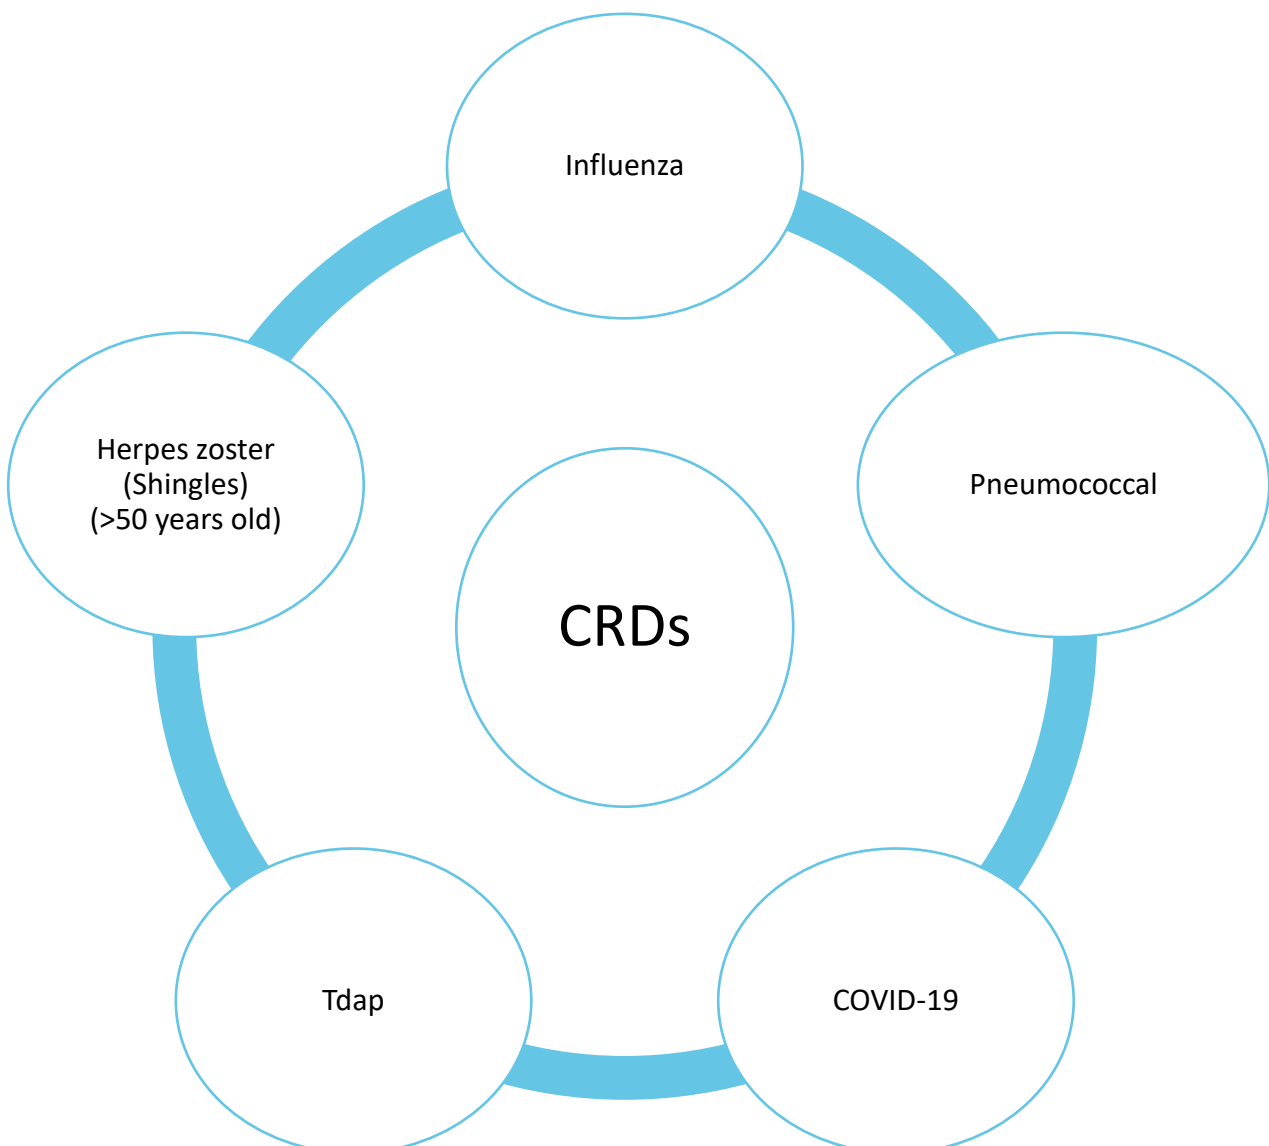 Influenza
Herpes zoster
(Shingles)
(>50 years old)
Pneumococcal
CRDs
Tdap
COVID-19